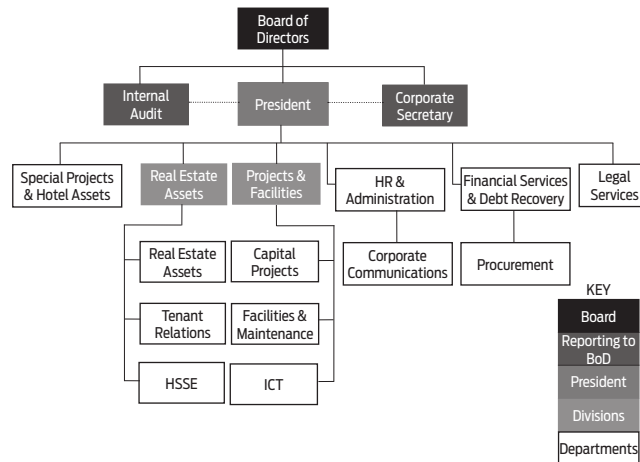 Board of
Directors
Internal
Audit
President
Corporate
Secretary
Special Projects
& Hotel Assets
Real Estate
Assets
Projects &
Facilities
HR &
Administration
Financial Services
& Debt Recovery
Legal
Services
Real Estate
Assets
Capital
Projects
Corporate
Communications
Procurement
Tenant
Relations
Facilities &
Maintenance
HSSE
ICT
KEY
Board
Reporting to
BoD
President
Divisions
Departments